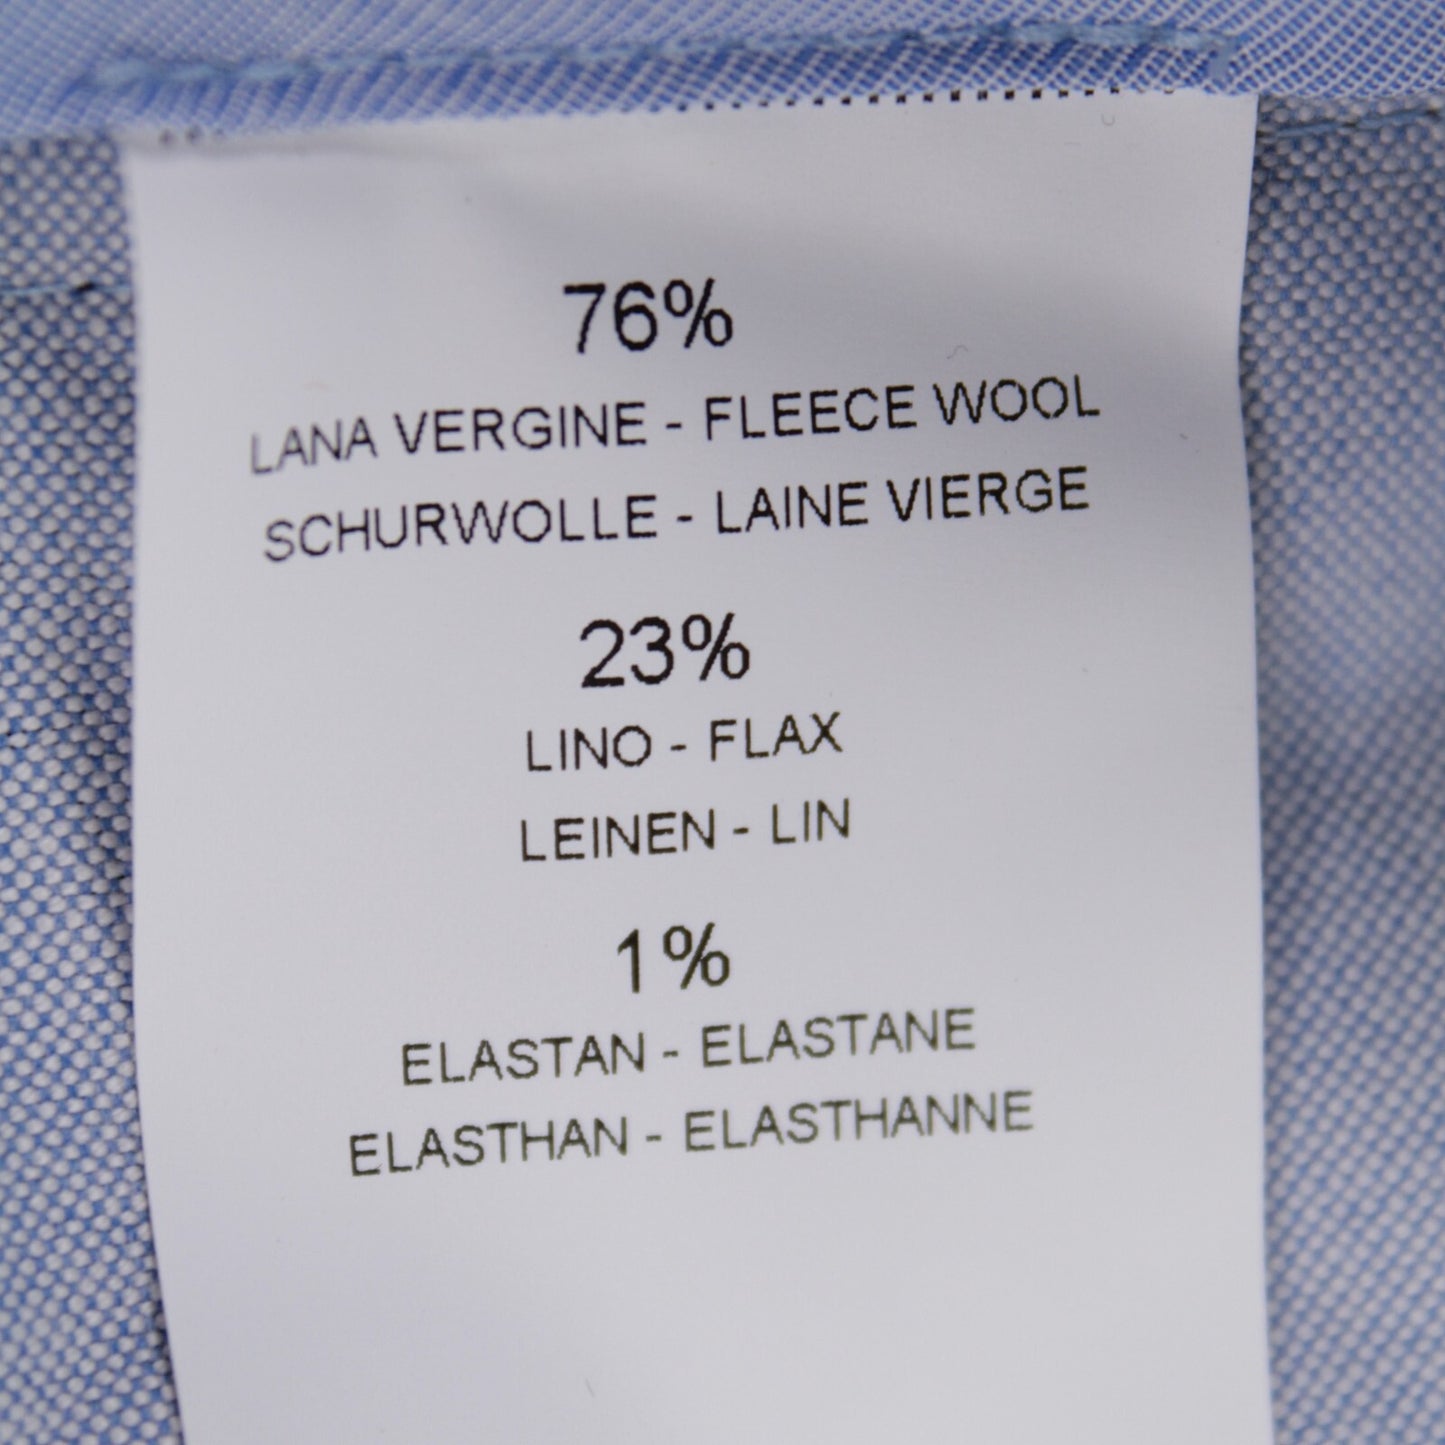 76%
LANA VERGINE - FLEECE WOOL
SCHURWOLLE - LAINE VIERGE
23%
LINO - FLAX
LEINEN - LIN
1%
ELASTAN - ELASTANE
ELASTHAN - ELASTHANNE